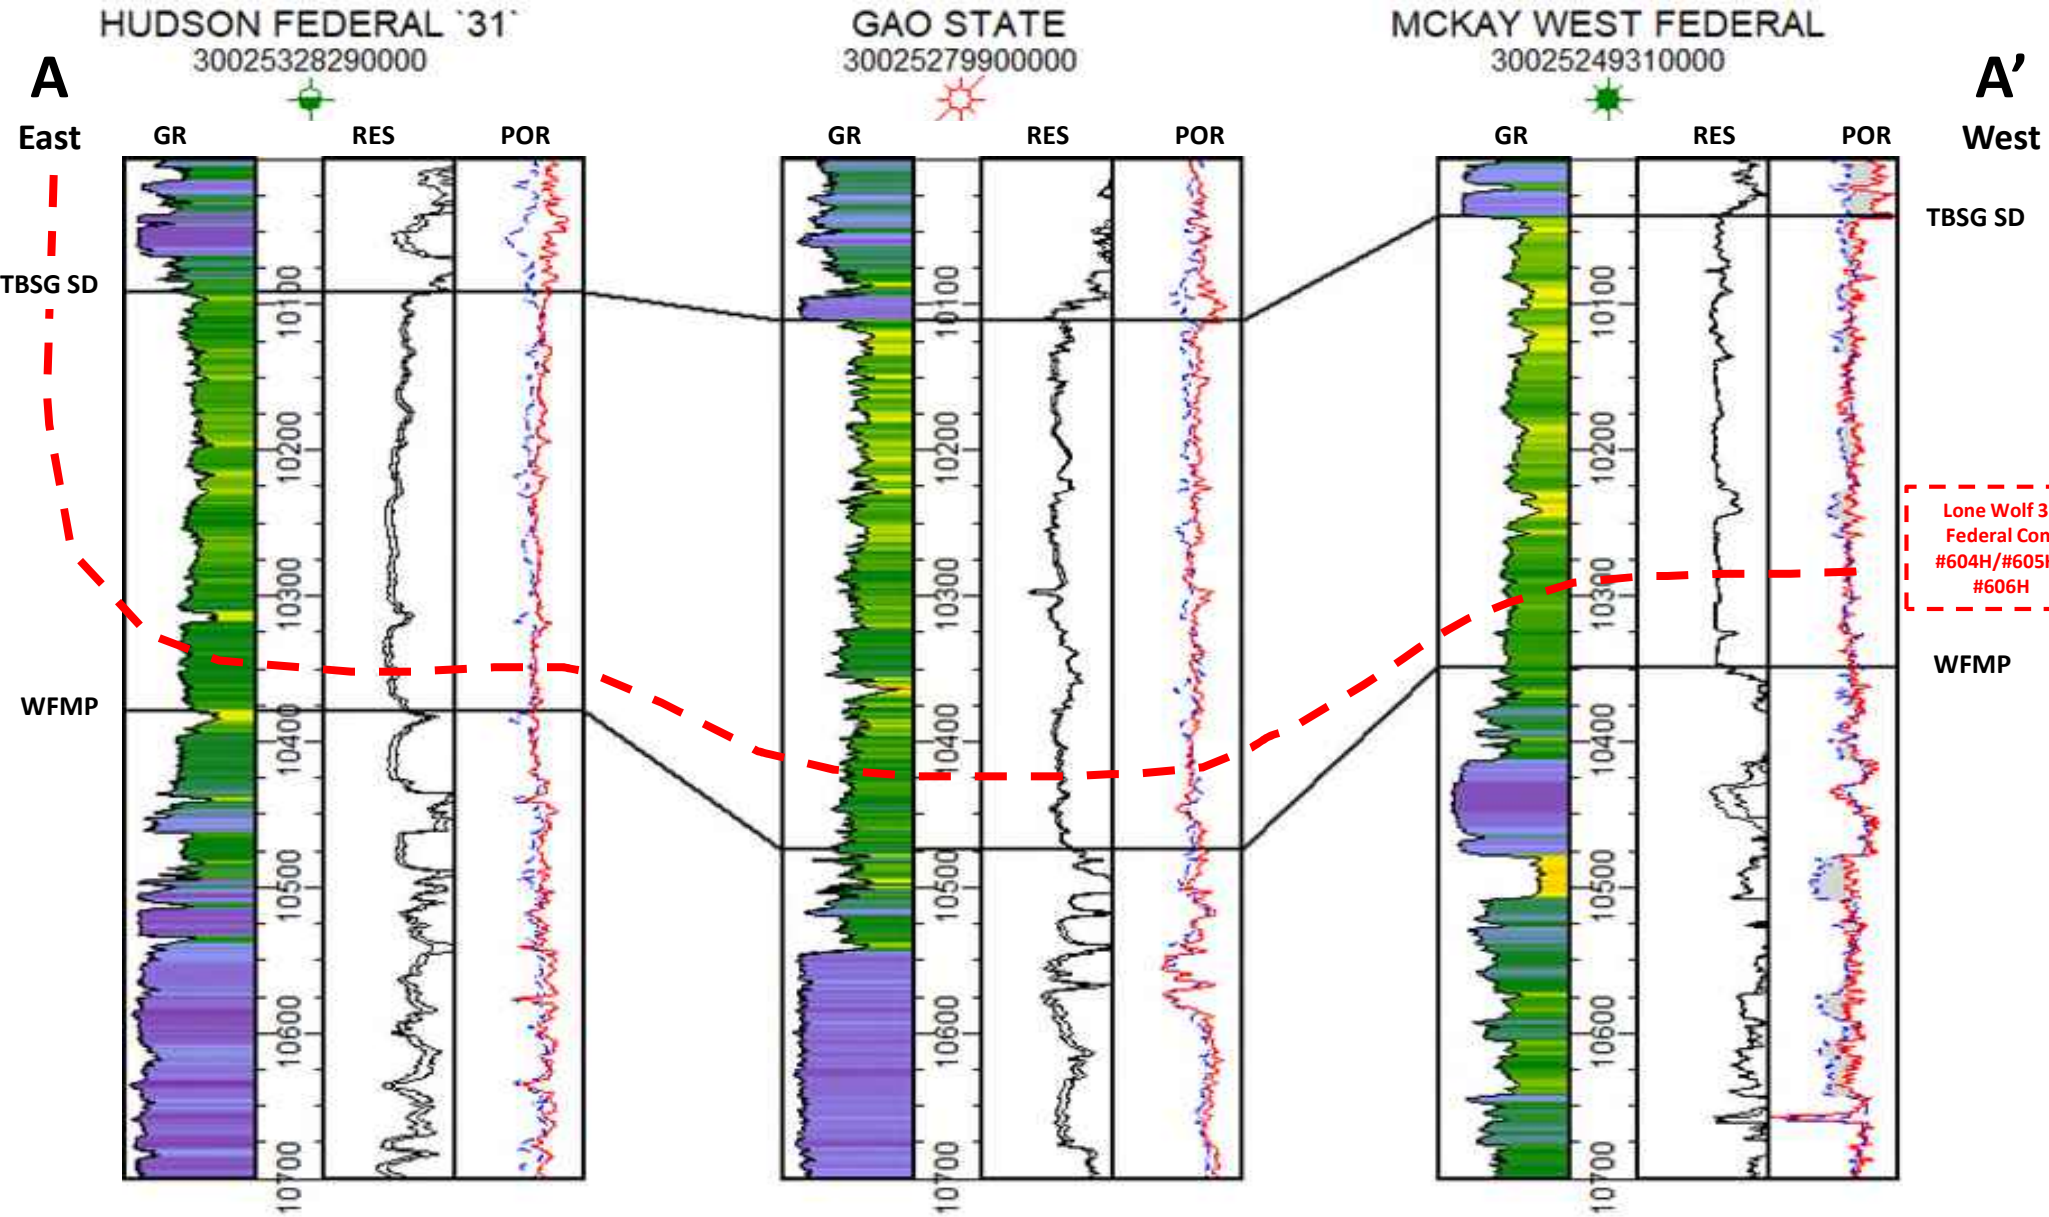 HUDSON FEDERAL `31`
30025328290000
GAO STATE
30025279900000
MCKAY WEST FEDERAL
30025249310000
A
East
A'
West
GR
RES
POR
GR
RES
POR
GR
RES
POR
TBSG SD
TBSG SD
WFMP
WFMP
10100
10200
10300
10400
10500
10600
10700
10100
10200
10300
10400
10500
10600
10700
10100
10200
10300
10400
10500
10600
10700
Lone Wolf 3
Federal Con
#604H/#605H
#606H